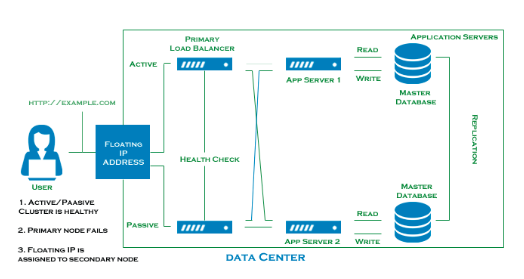 Primary
Load Balancer
Application Servers
Read
Active
App Server 1
Write
Master
Database
http://example.com
Floating
IP
Address
Health Check
Replication
User
1. Active/Paasive
Cluster is healthy
2. Primary node fails
3. Floating IP is
assigned to secondary node
Master
Database
Read
Passive
App Server 2
Write
data Center